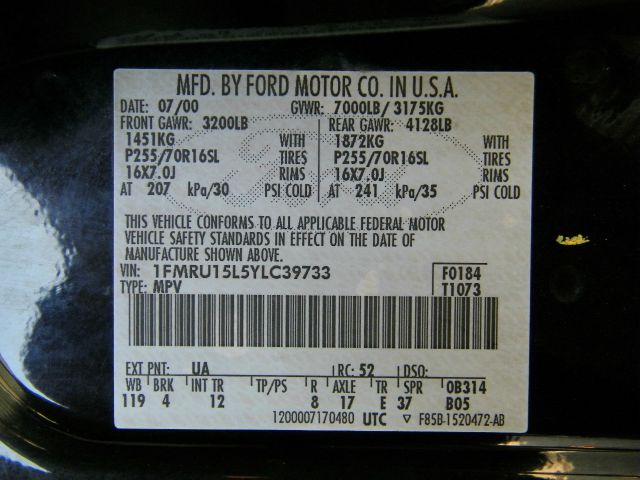 MFD. BY FORD MOTOR CO. IN U.S.A.
DATE: 07/00 GVWR: 7000LB/ 3175KG
FRONT GAWR: 3200LB REAR GAWR: 4128LB
1451KG WITH 1872KG WITH
P255/70R16SL TIRES P255/70R16SL TIRES
16X7.0J RIMS 16X7.0J RIMS
AT 207 kPa/30 PSI COLD AT 241 kPa/35 PSI COLD
THIS VEHICLE CONFORMS TO ALL APPLICABLE FEDERAL MOTOR
VEHICLE SAFETY STANDARDS IN EFFECT ON THE DATE OF
MANUFACTURE SHOWN ABOVE.
VIN: 1FMRU15L5YLC39733 F0184
TYPE: MPV T1073
EXT PNT: UA RC: 52 DSO:
WB BRK INT TR TP/PS R AXLE TR SPR 0B314
119 4 12 8 17 E 37 B05
1200007170480 UTC ▽ F85B-1520472-AB